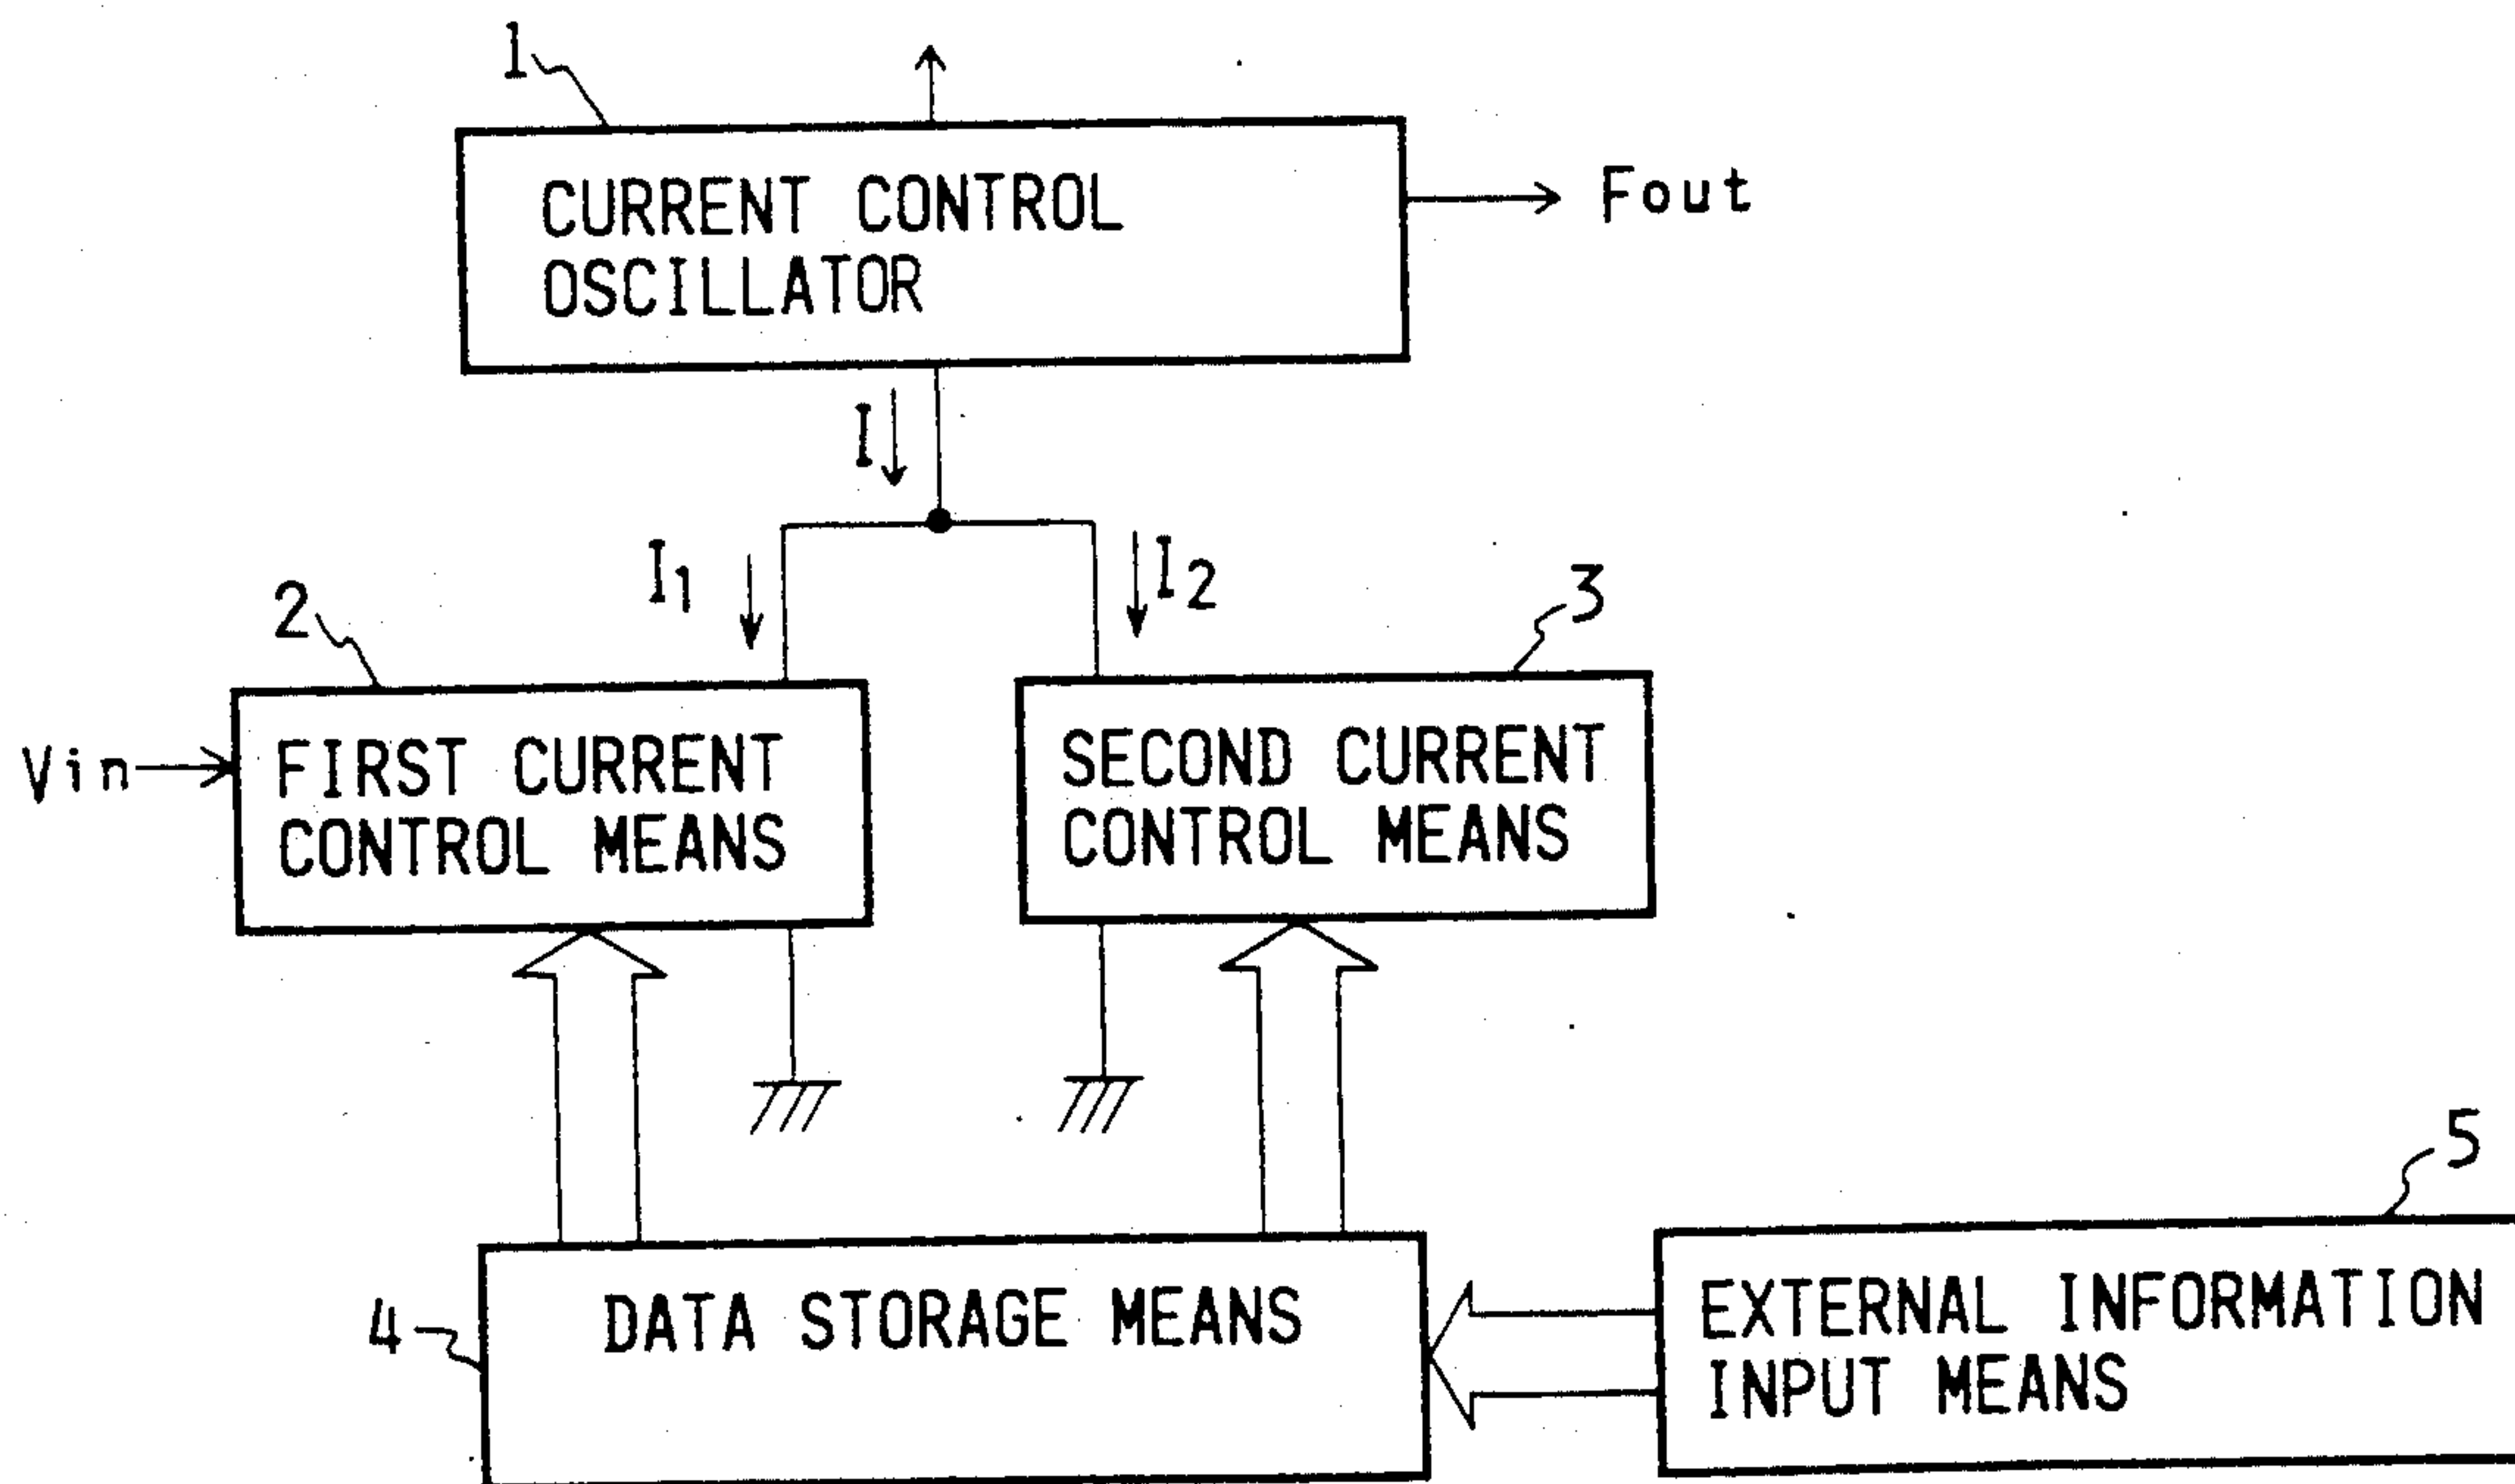 1
CURRENT CONTROL
OSCILLATOR
Fout
I
I1
I2
2
3
Vin
FIRST CURRENT
CONTROL MEANS
SECOND CURRENT
CONTROL MEANS
5
4
DATA STORAGE MEANS
EXTERNAL INFORMATION
INPUT MEANS